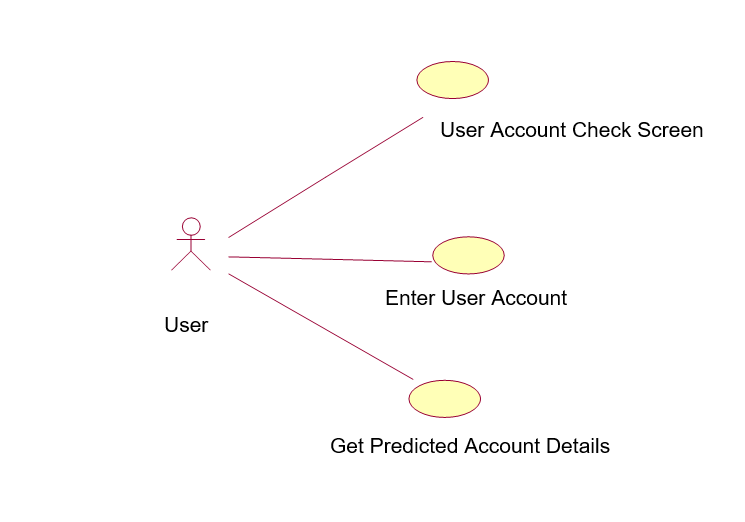 User Account Check Screen
Enter User Account
User
Get Predicted Account Details